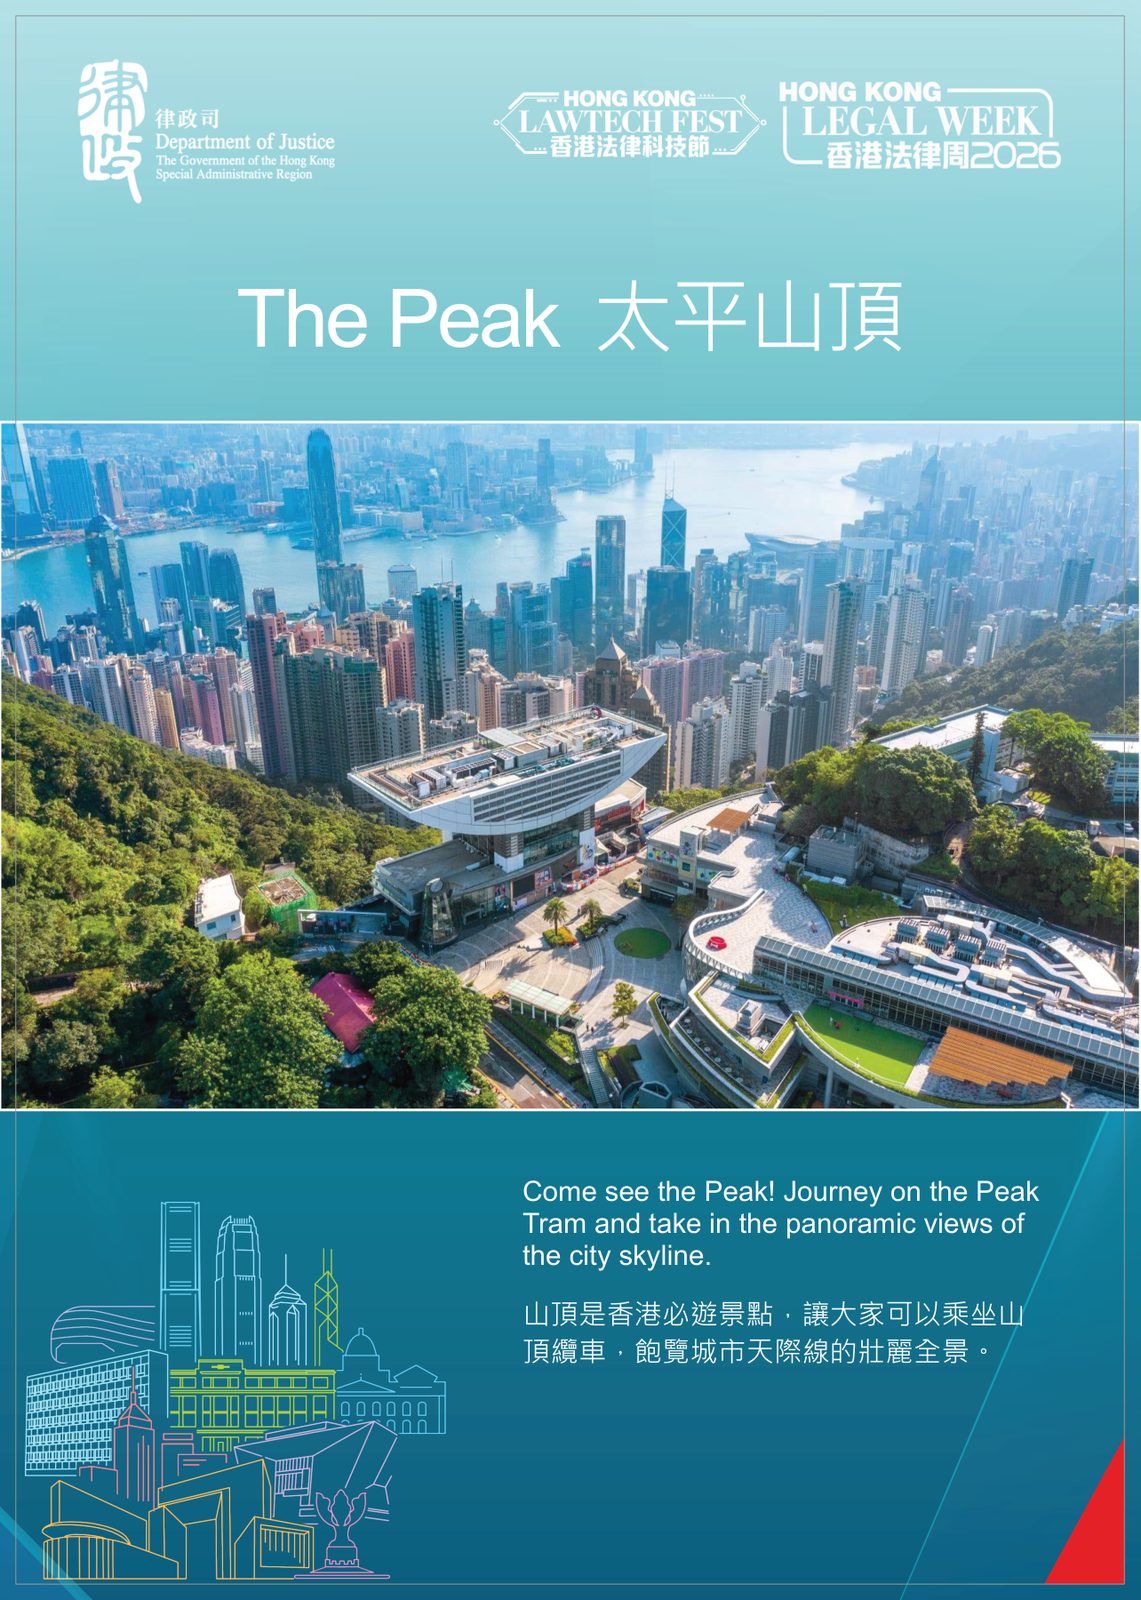 律政
律政司
Department of Justice
The Government of the Hong Kong
Special Administrative Region
HONG KONG
LAWTECH FEST
香港法律科技節
HONG KONG
LEGAL WEEK
香港法律周2026
The Peak 太平山頂
Come see the Peak! Journey on the Peak
Tram and take in the panoramic views of
the city skyline.
山頂是香港必遊景點，讓大家可以乘坐山
頂纜車，飽覽城市天際線的壯麗全景。